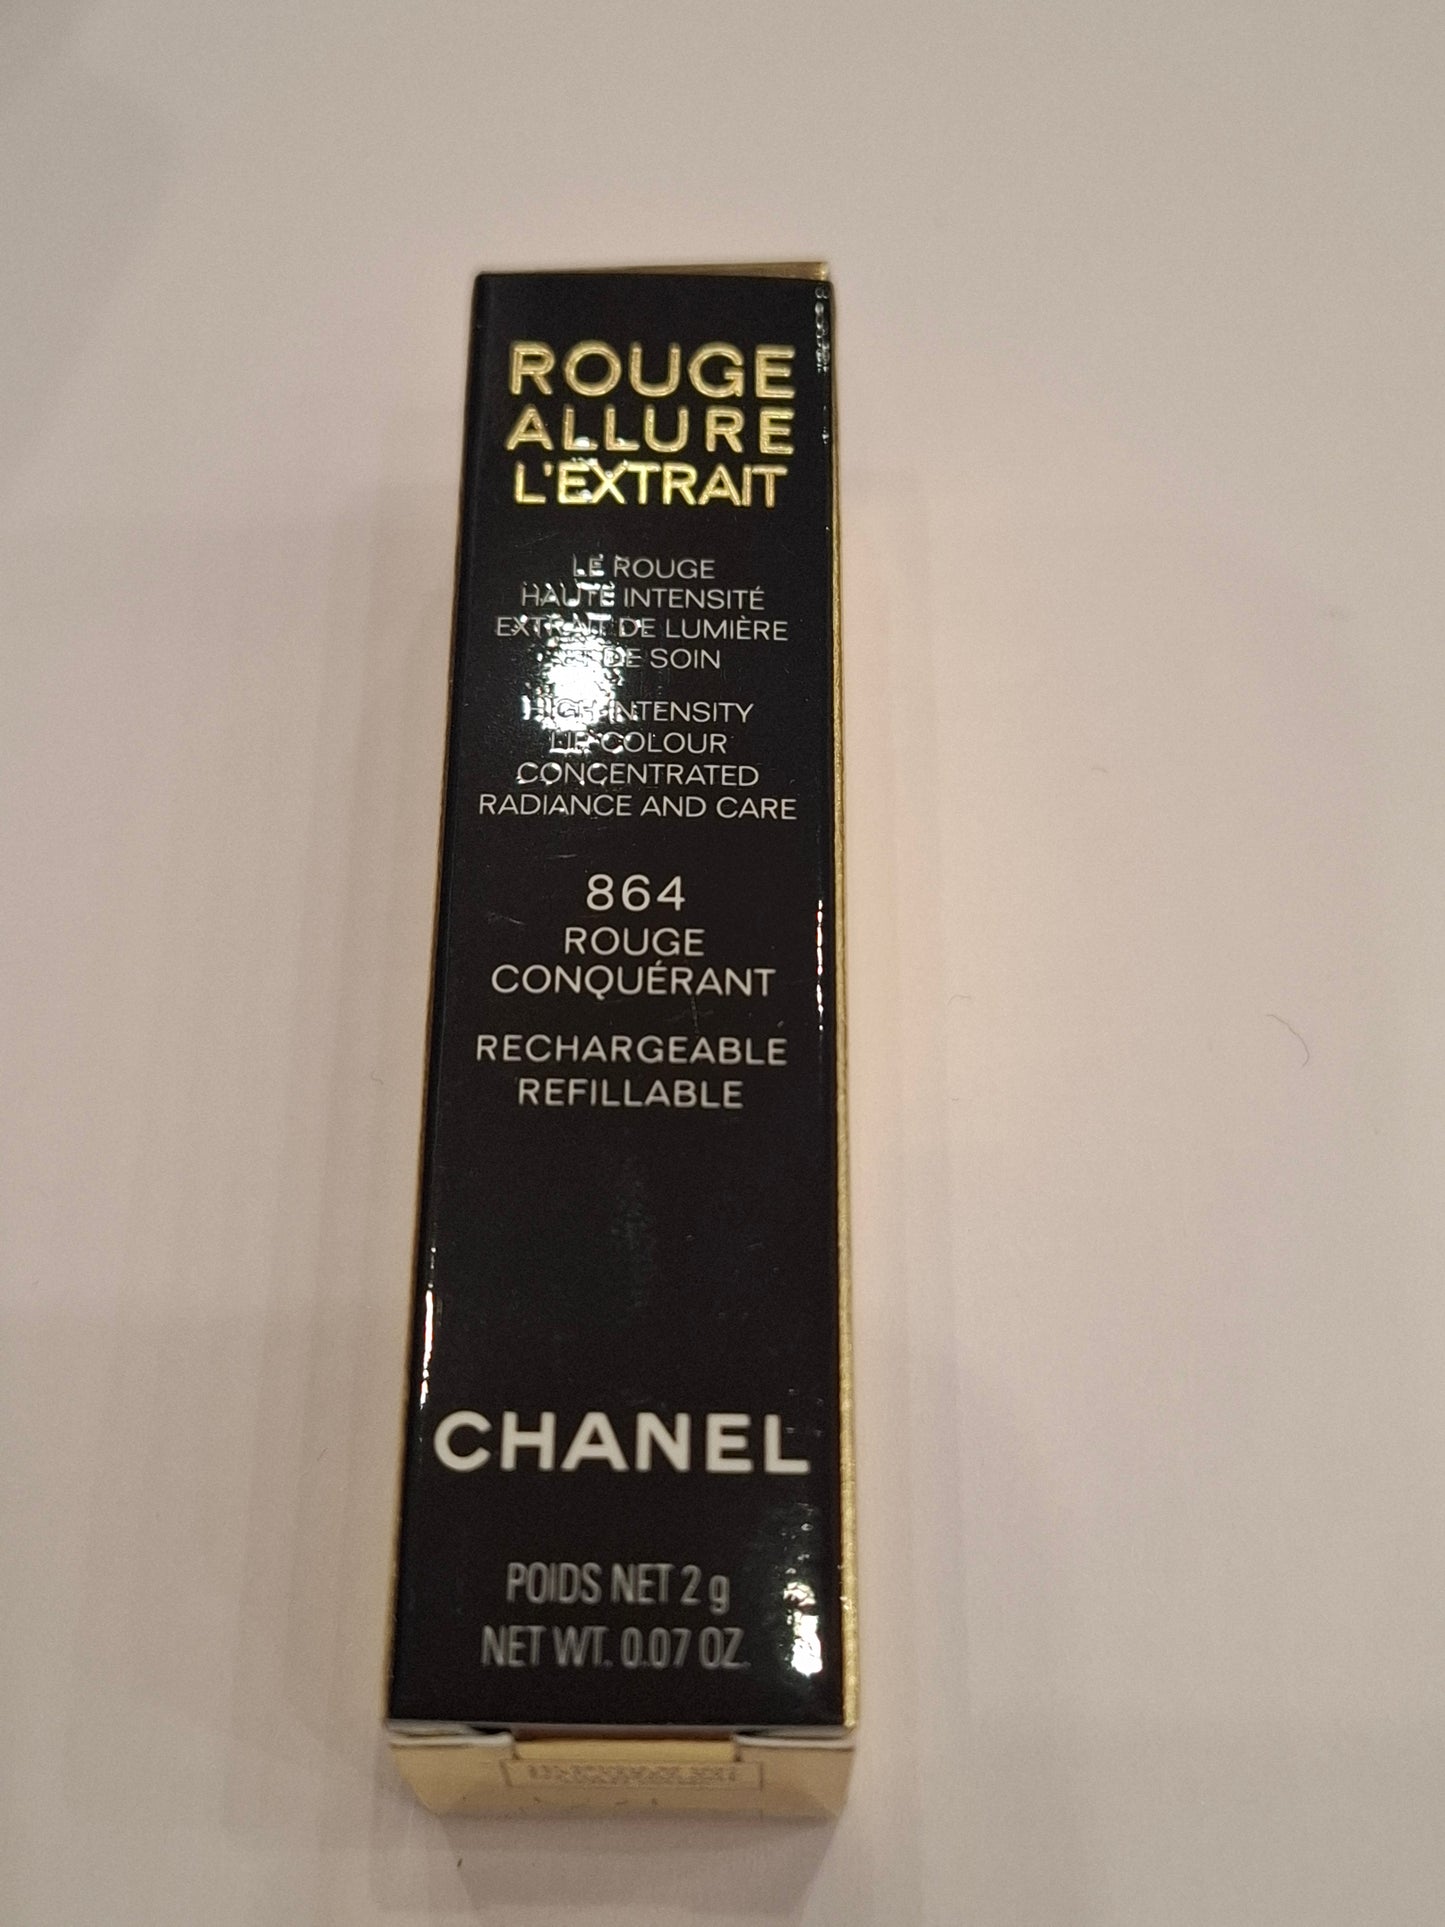 ROUGE
ALLURE
L'EXTRAIT
LE ROUGE
HAUTE INTENSITÉ
EXTRAIT DE LUMIÈRE
ET DE SOIN
HIGH-INTENSITY
LIP COLOUR
CONCENTRATED
RADIANCE AND CARE
864
ROUGE
CONQUÉRANT
RECHARGEABLE
REFILLABLE
CHANEL
POIDS NET 2 g
NET WT. 0.07 OZ.